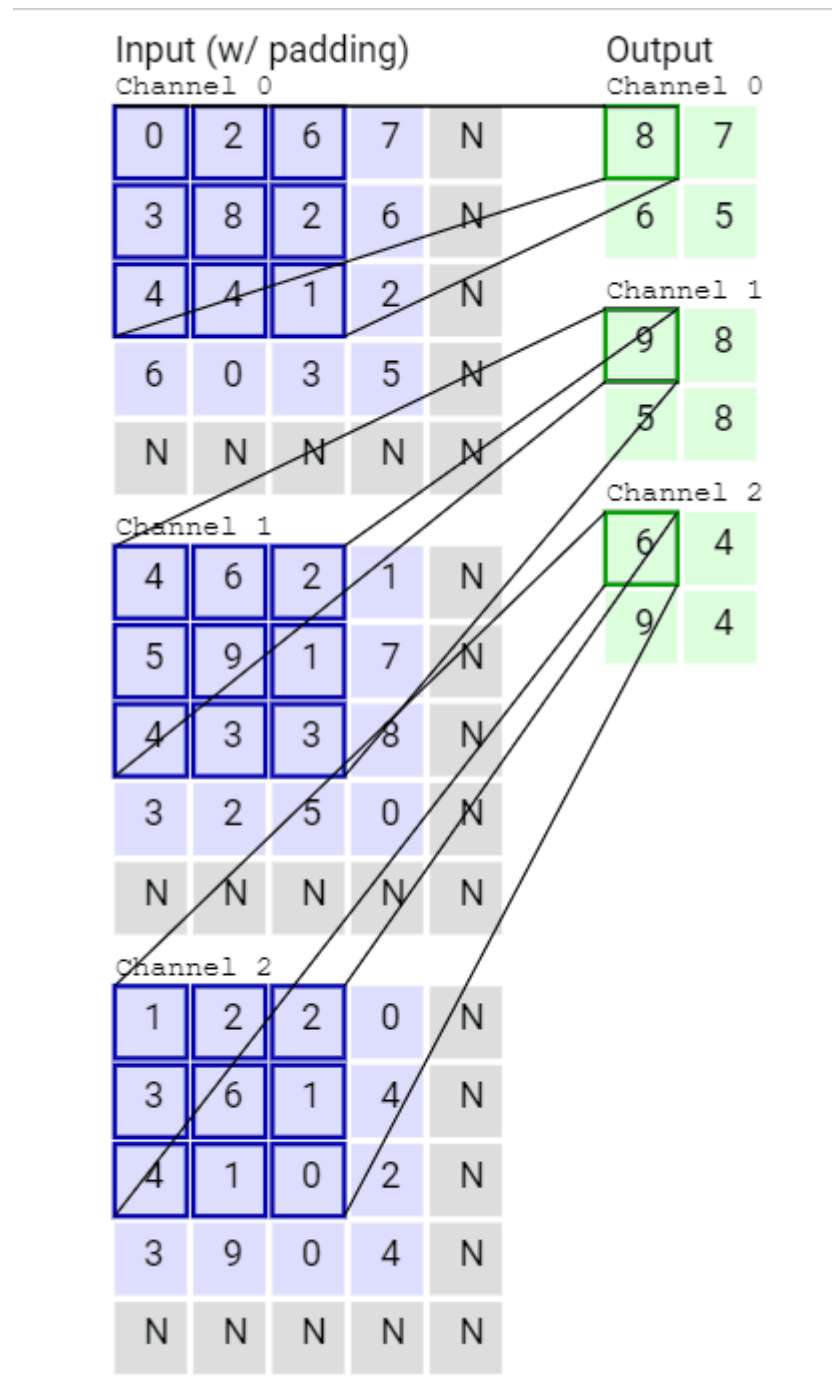 Input (w/ padding)
Channel 0
0 2 6 7 N
3 8 2 6 N
4 4 1 2 N
6 0 3 5 N
N N N N N
Channel 1
4 6 2 1 N
5 9 1 7 N
4 3 3 8 N
3 2 5 0 N
N N N N N
Channel 2
1 2 2 0 N
3 6 1 4 N
4 1 0 2 N
3 9 0 4 N
N N N N N
Output
Channel 0
8 7
6 5
Channel 1
9 8
5 8
Channel 2
6 4
9 4